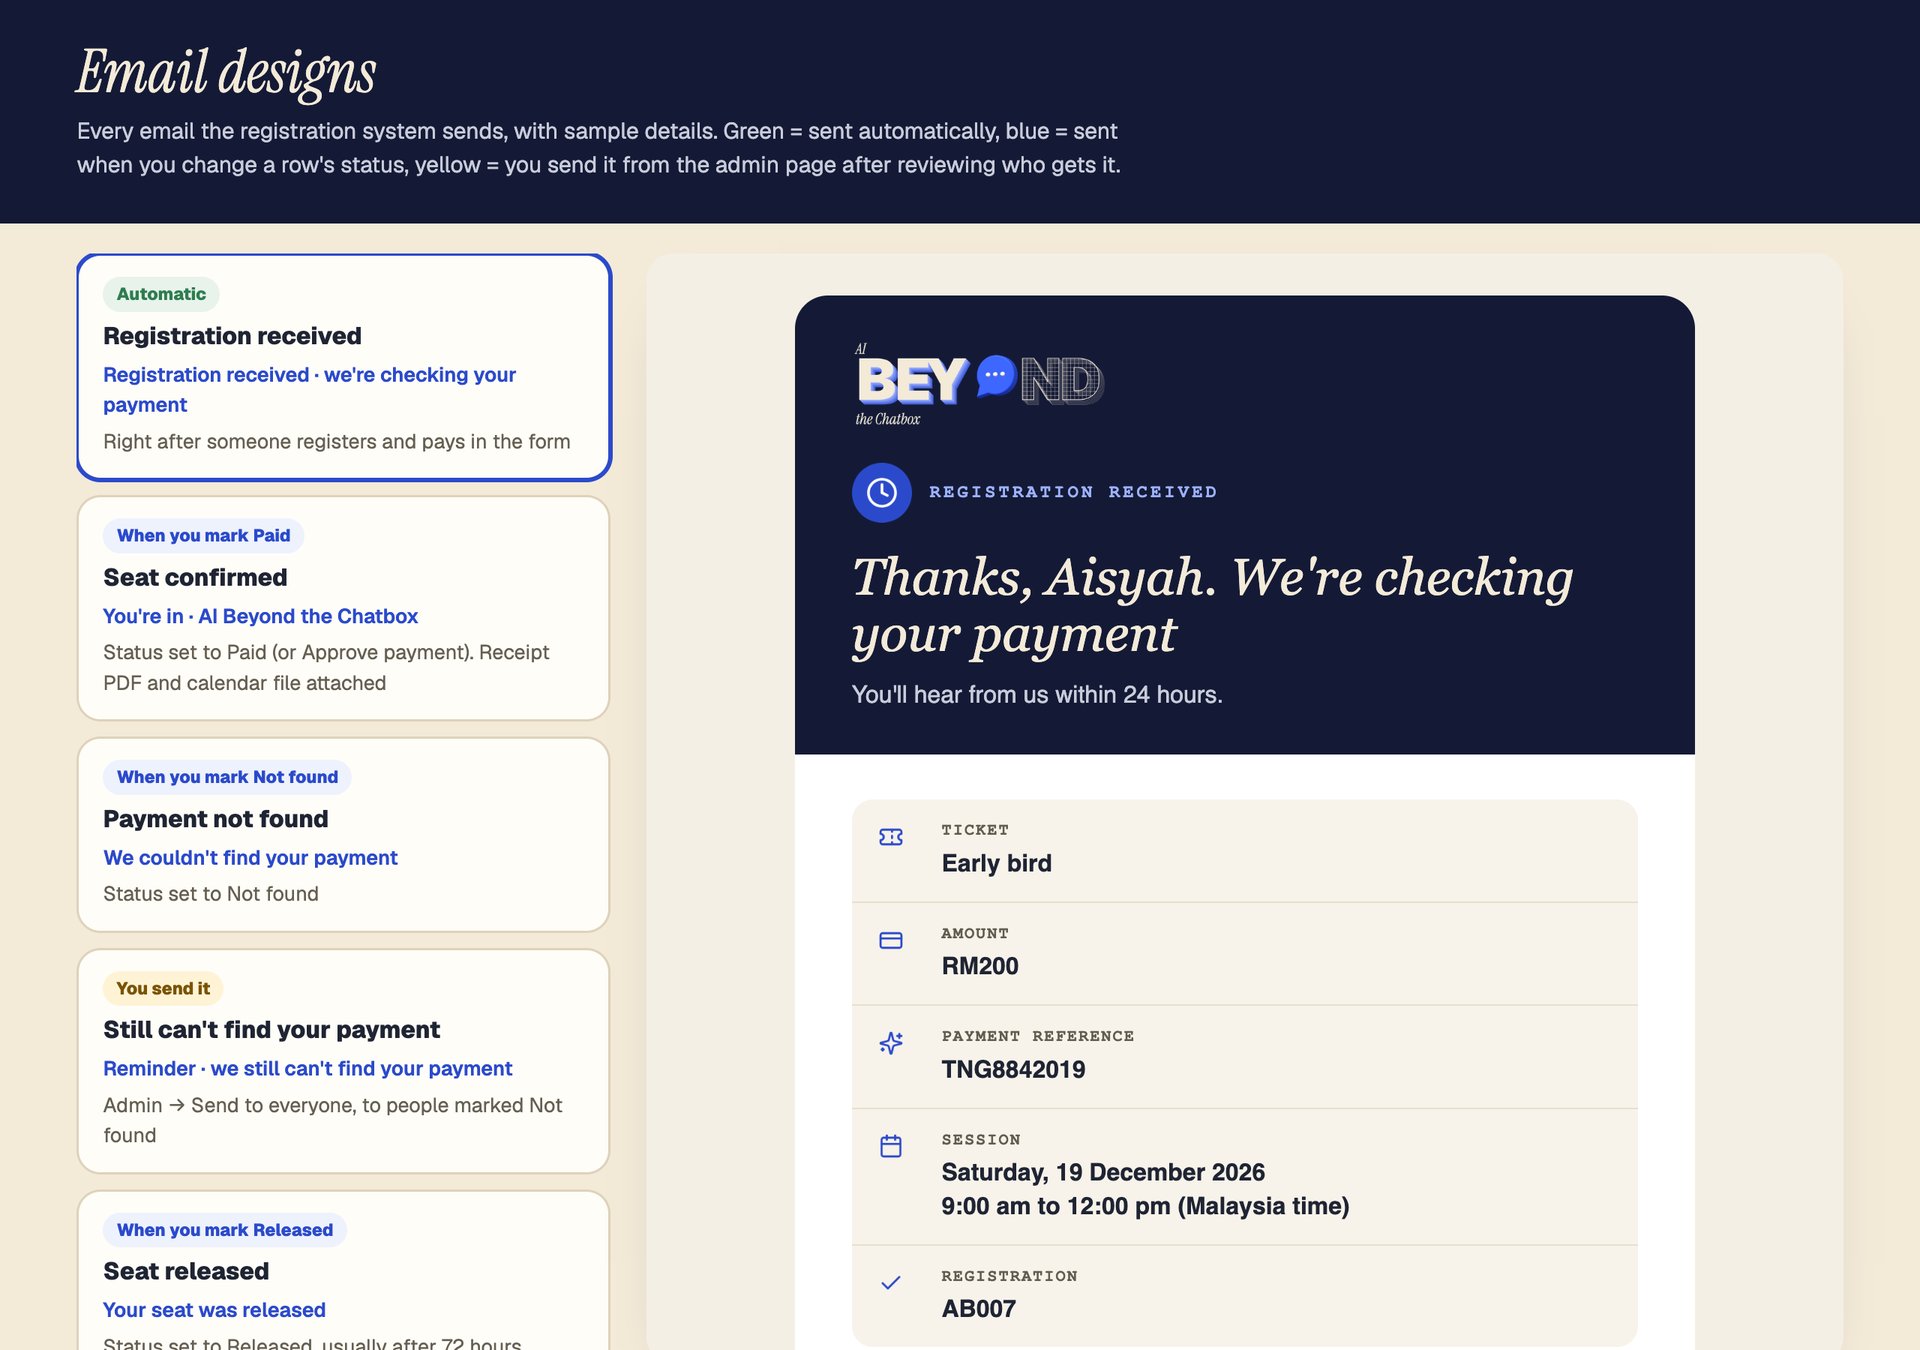 Email designs
Every email the registration system sends, with sample details. Green = sent automatically, blue = sent
when you change a row's status, yellow = you send it from the admin page after reviewing who gets it.
Automatic
Registration received
Registration received · we're checking your
payment
Right after someone registers and pays in the form
When you mark Paid
Seat confirmed
You're in · AI Beyond the Chatbox
Status set to Paid (or Approve payment). Receipt
PDF and calendar file attached
When you mark Not found
Payment not found
We couldn't find your payment
Status set to Not found
You send it
Still can't find your payment
Reminder · we still can't find your payment
Admin → Send to everyone, to people marked Not
found
When you mark Released
Seat released
Your seat was released
Status set to Released, usually after 72 hours
AI
BEYOND
the Chatbox
REGISTRATION RECEIVED
Thanks, Aisyah. We're checking
your payment
You'll hear from us within 24 hours.
TICKET
Early bird
AMOUNT
RM200
PAYMENT REFERENCE
TNG8842019
SESSION
Saturday, 19 December 2026
9:00 am to 12:00 pm (Malaysia time)
REGISTRATION
AB007